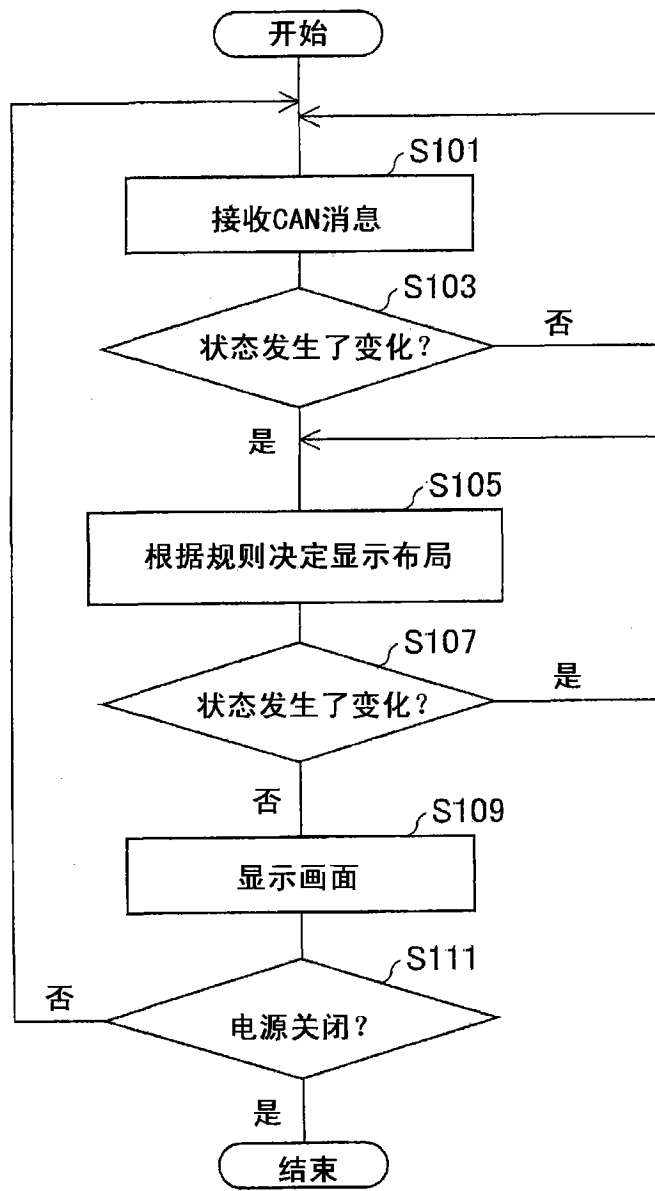 开始
S101
接收CAN消息
S103
状态发生了变化?
否
是
S105
根据规则决定显示布局
S107
状态发生了变化?
是
否
S109
显示画面
S111
电源关闭?
否
是
结束